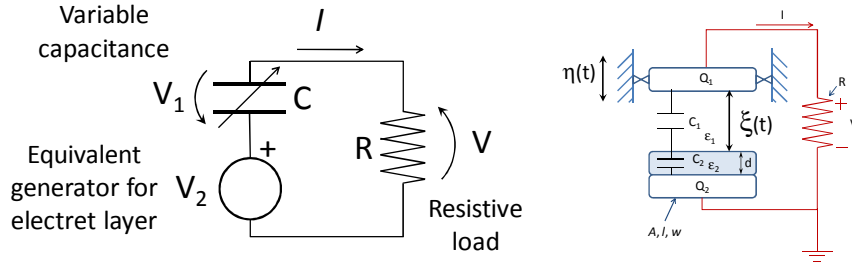 Variable
capacitance
I
V₁
C
+
Equivalent
generator for
electret layer
V₂
R
V
Resistive
load
I
η(t)
Q₁
R
+
C₁
ε₁
ξ(t)
C₂
ε₂
d
Q₂
A, l, w